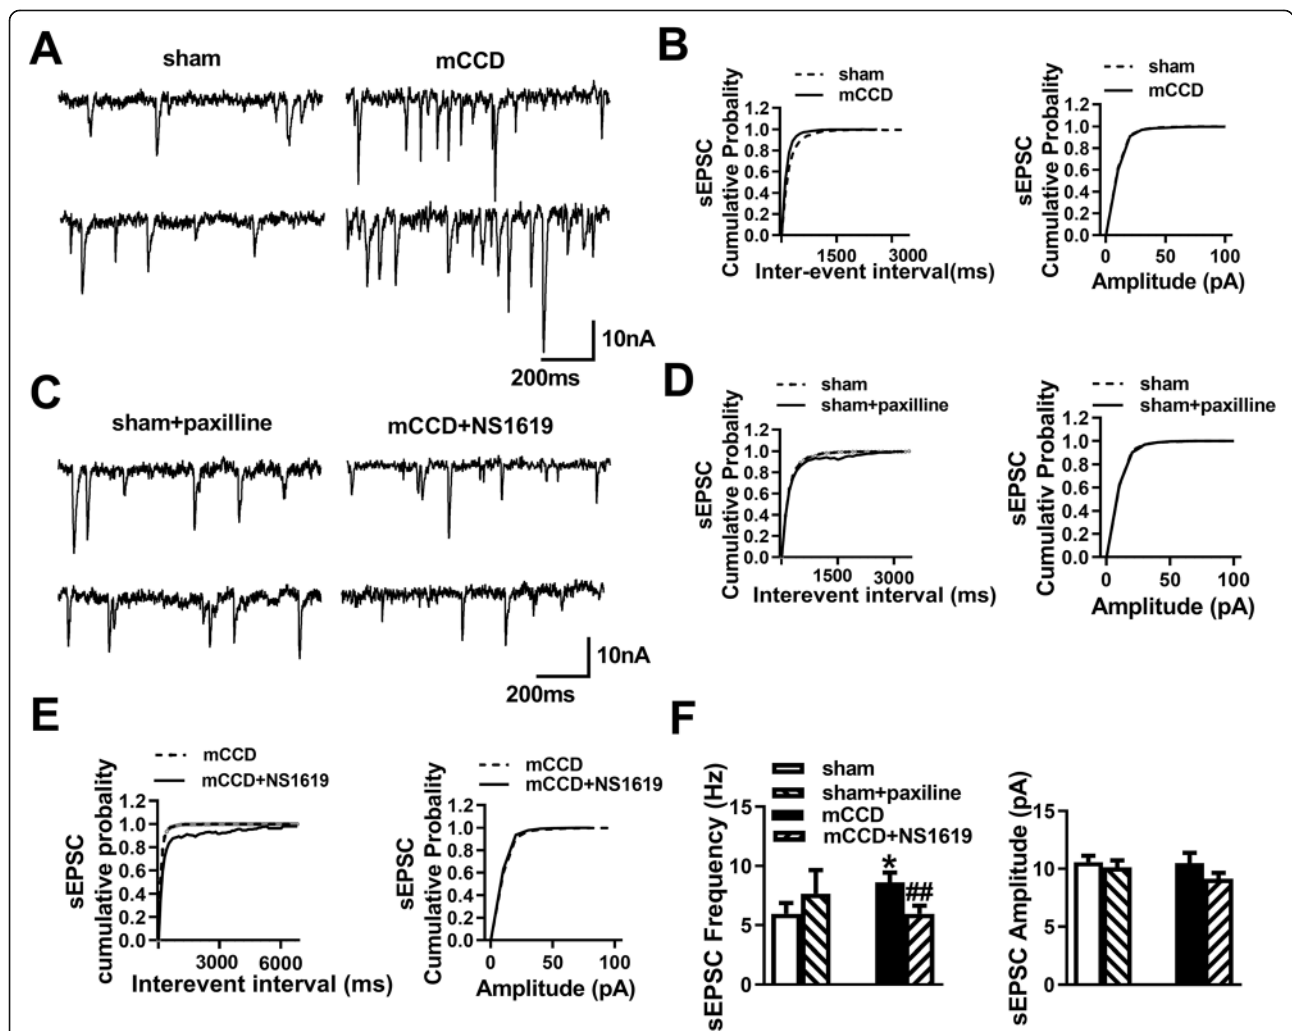 A
sham
mCCD
10nA
200ms
B
sham
mCCD
sEPSC
Cumulative Probality
1.2
1.0
0.8
0.6
0.4
0.2
0.0
1500 3000
Inter-event interval(ms)
sham
mCCD
sEPSC
Cumulative Probality
1.2
1.0
0.8
0.6
0.4
0.2
0.0
0 50 100
Amplitude (pA)
C
sham+paxilline
mCCD+NS1619
10nA
200ms
D
sham
sham+paxilline
sEPSC
Cumulative Probality
1.2
1.0
0.8
0.6
0.4
0.2
0.0
1500 3000
Interevent interval (ms)
sham
sham+paxilline
sEPSC
Cumulativ Probality
1.2
1.0
0.8
0.6
0.4
0.2
0.0
0 50 100
Amplitude (pA)
E
mCCD
mCCD+NS1619
sEPSC
cumulative probality
1.2
1.0
0.8
0.6
0.4
0.2
0.0
3000 6000
Interevent interval (ms)
mCCD
mCCD+NS1619
sEPSC
Cumulative Probality
1.2
1.0
0.8
0.6
0.4
0.2
0.0
0 50 100
Amplitude (pA)
F
sham
sham+paxiline
mCCD
mCCD+NS1619
sEPSC Frequency (Hz)
15
10
5
0
*
##
sEPSC Amplitude (pA)
15
10
5
0